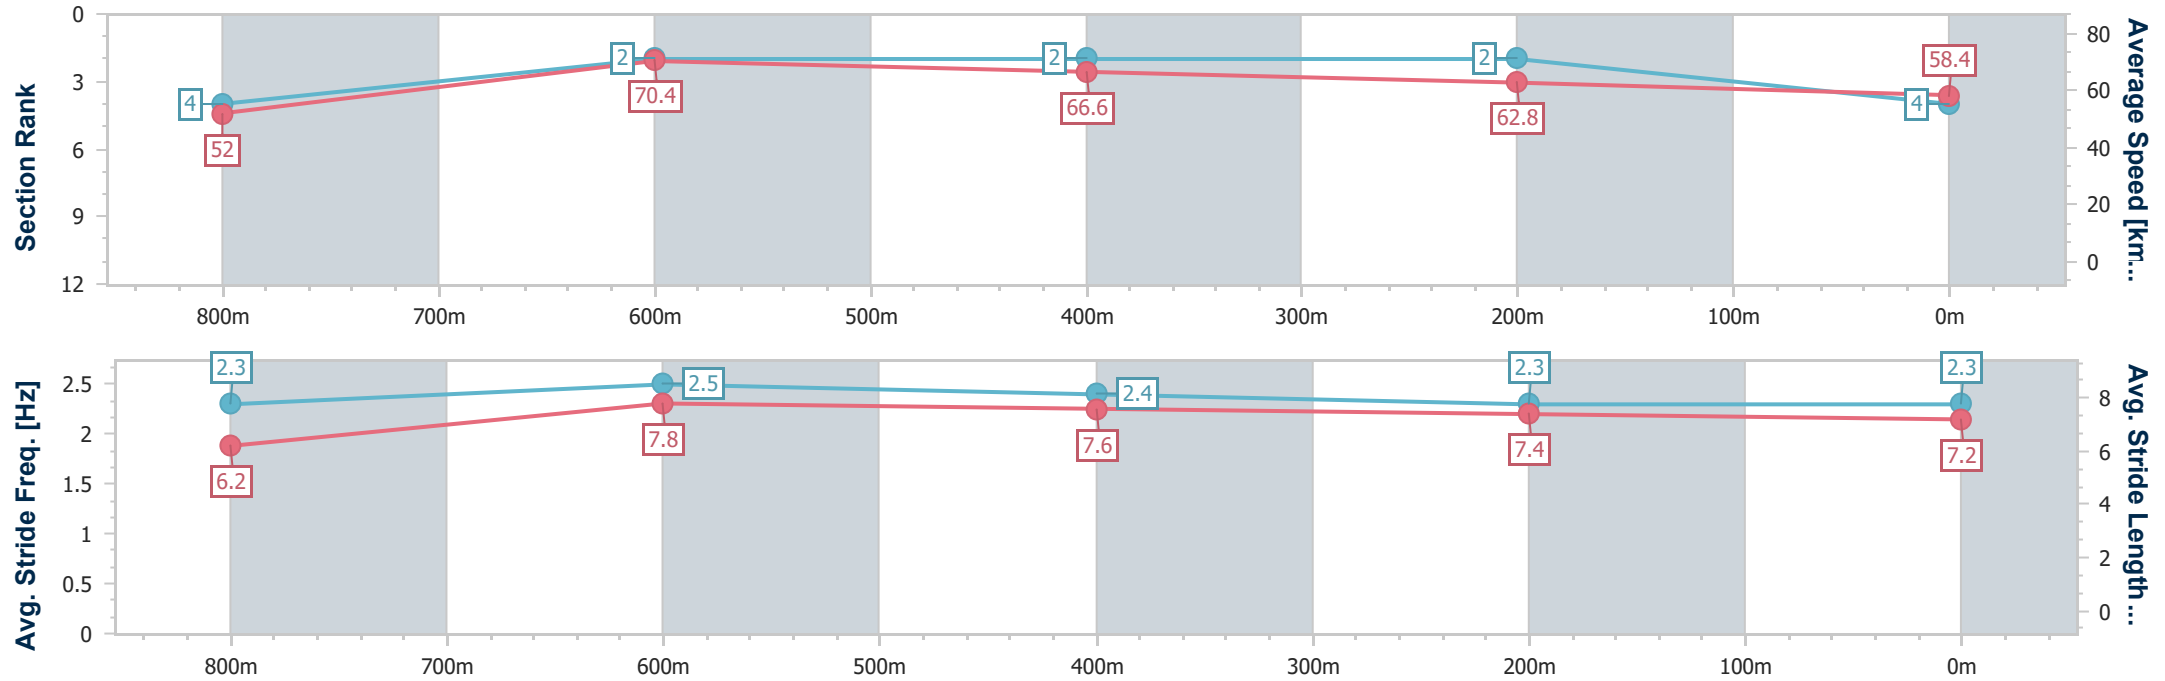 Section Rank
0
3
6
9
12
4
2
2
2
4
52
70.4
66.6
62.8
58.4
80
60
40
20
0
Average Speed [km...
800m
700m
600m
500m
400m
300m
200m
100m
0m
Avg. Stride Freq. [Hz]
2.5
2
1.5
1
0.5
0
2.3
2.5
2.4
2.3
2.3
6.2
7.8
7.6
7.4
7.2
8
6
4
2
0
Avg. Stride Length...
800m
700m
600m
500m
400m
300m
200m
100m
0m